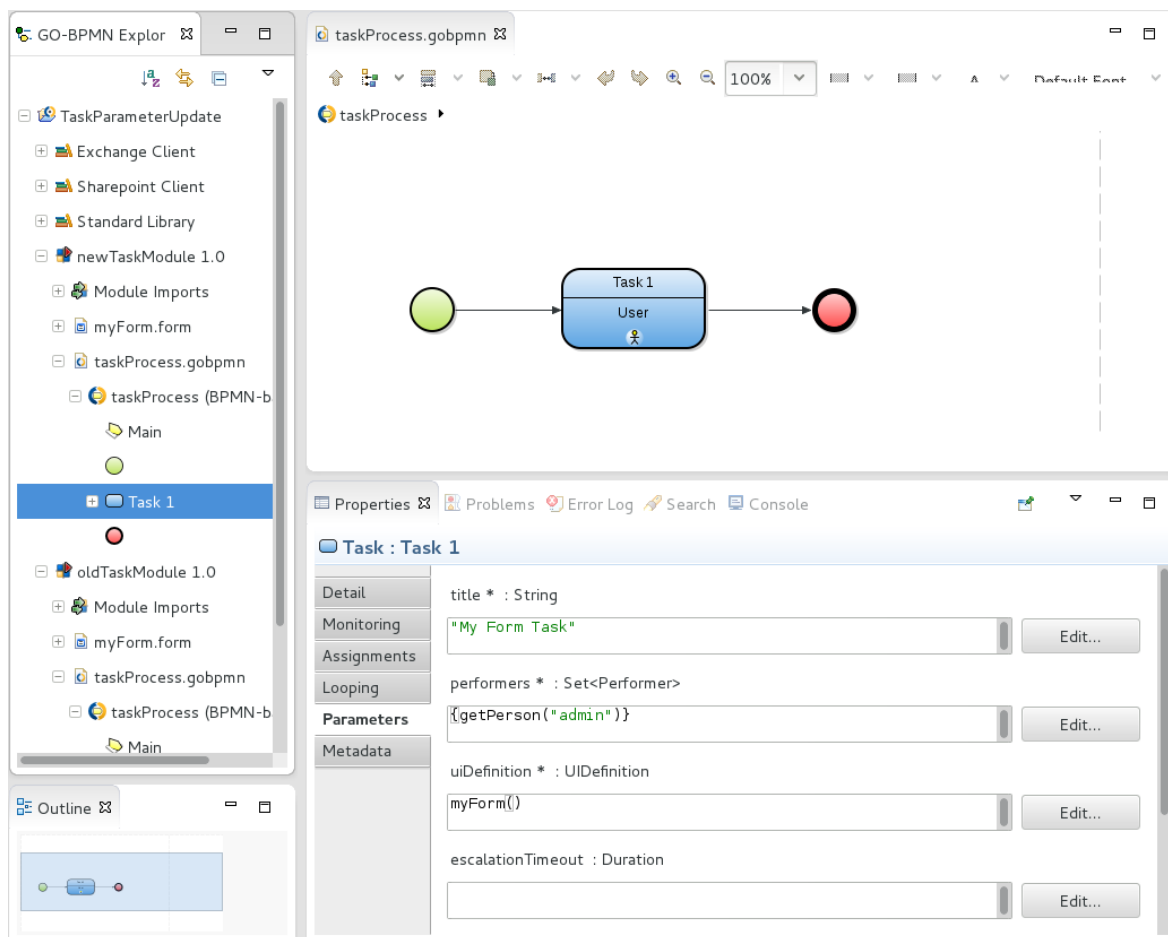 GO-BPMN Explor
TaskParameterUpdate
Exchange Client
Sharepoint Client
Standard Library
newTaskModule 1.0
Module Imports
myForm.form
taskProcess.gobpmn
taskProcess (BPMN-b
Main
Task 1
oldTaskModule 1.0
Module Imports
myForm.form
taskProcess.gobpmn
taskProcess (BPMN-b
Main
Outline
taskProcess.gobpmn
100%
A
Default Font
taskProcess
Task 1
User
Properties Problems Error Log Search Console
Task : Task 1
Detail
Monitoring
Assignments
Looping
Parameters
Metadata
title * : String
"My Form Task"
Edit...
performers * : Set<Performer>
{getPerson("admin")}
Edit...
uiDefinition * : UIDefinition
myForm()
Edit...
escalationTimeout : Duration
Edit...